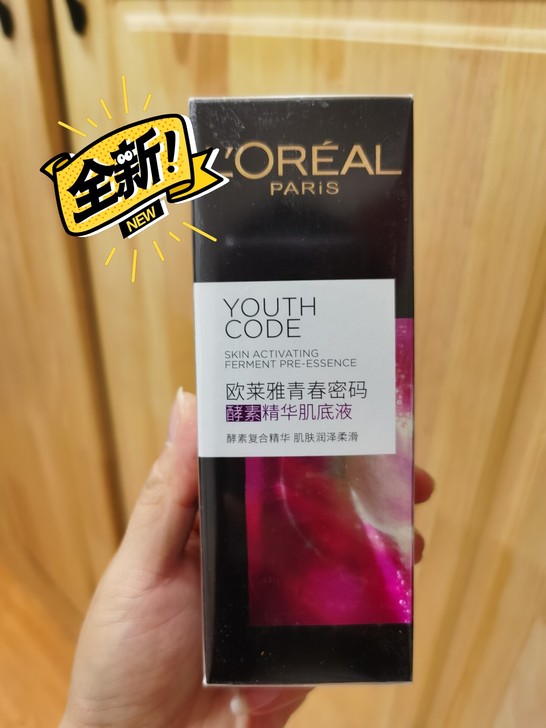 全新!
NEW
L'ORÉAL
PARiS
YOUTH
CODE
SKIN ACTIVATING
FERMENT PRE-ESSENCE
欧莱雅青春密码
酵素精华肌底液
酵素复合精华 肌肤润泽柔滑